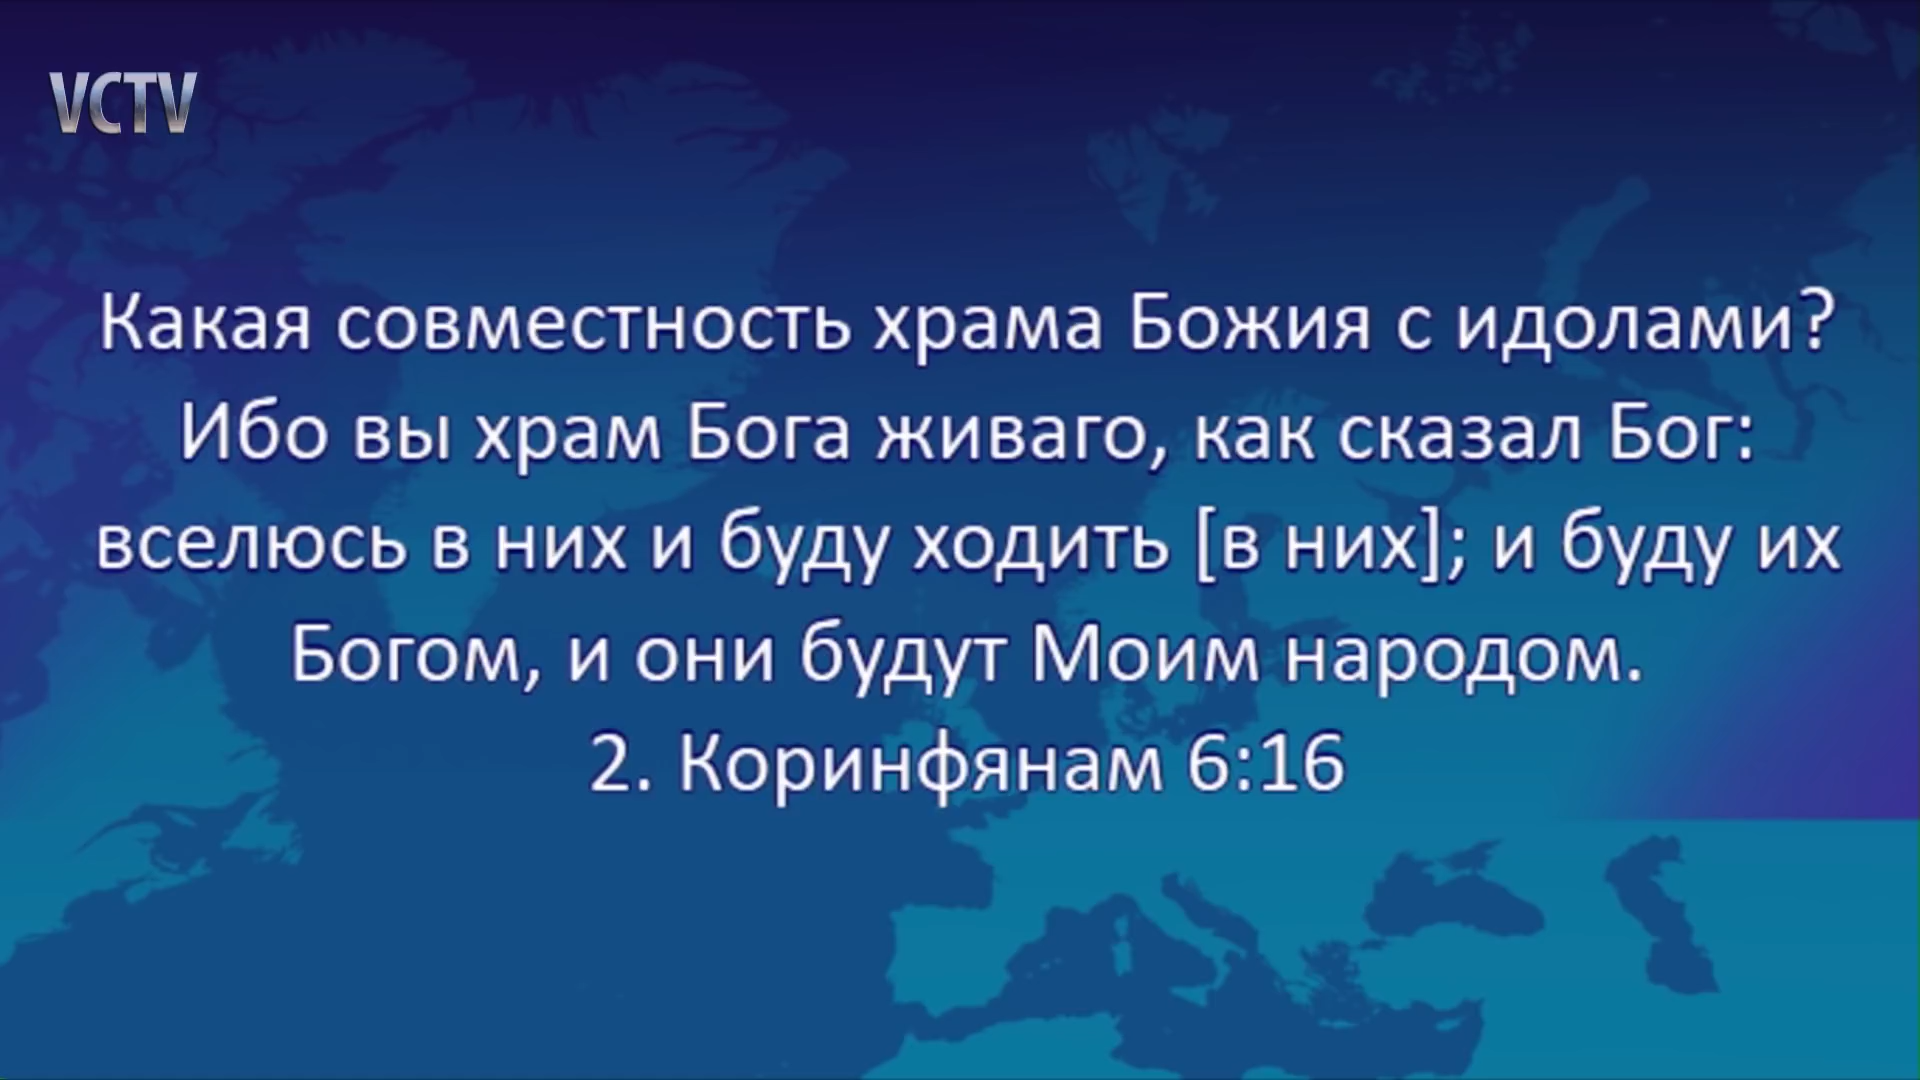 VCTV
Какая совместность храма Божия с идолами?
Ибо вы храм Бога живаго, как сказал Бог:
вселюсь в них и буду ходить [в них]; и буду их
Богом, и они будут Моим народом.
2. Коринфянам 6:16